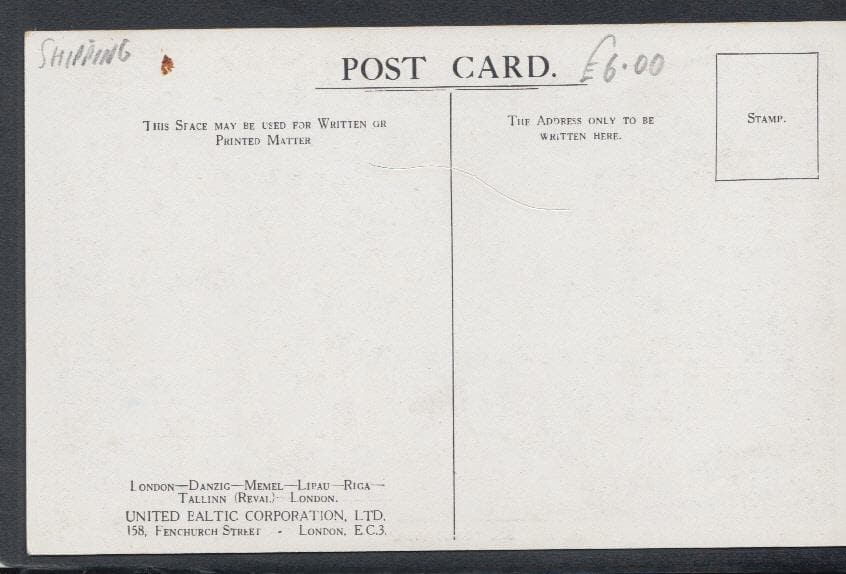 SHIPPING
POST CARD. £6.00
THIS SPACE MAY BE USED FOR WRITTEN OR
PRINTED MATTER
THE ADDRESS ONLY TO BE
WRITTEN HERE.
STAMP.
LONDON—DANZIG—MEMEL—LIBAU—RIGA—
TALLINN (REVAL)—LONDON.
UNITED BALTIC CORPORATION, LTD.
158, FENCHURCH STREET - LONDON, E.C.3.